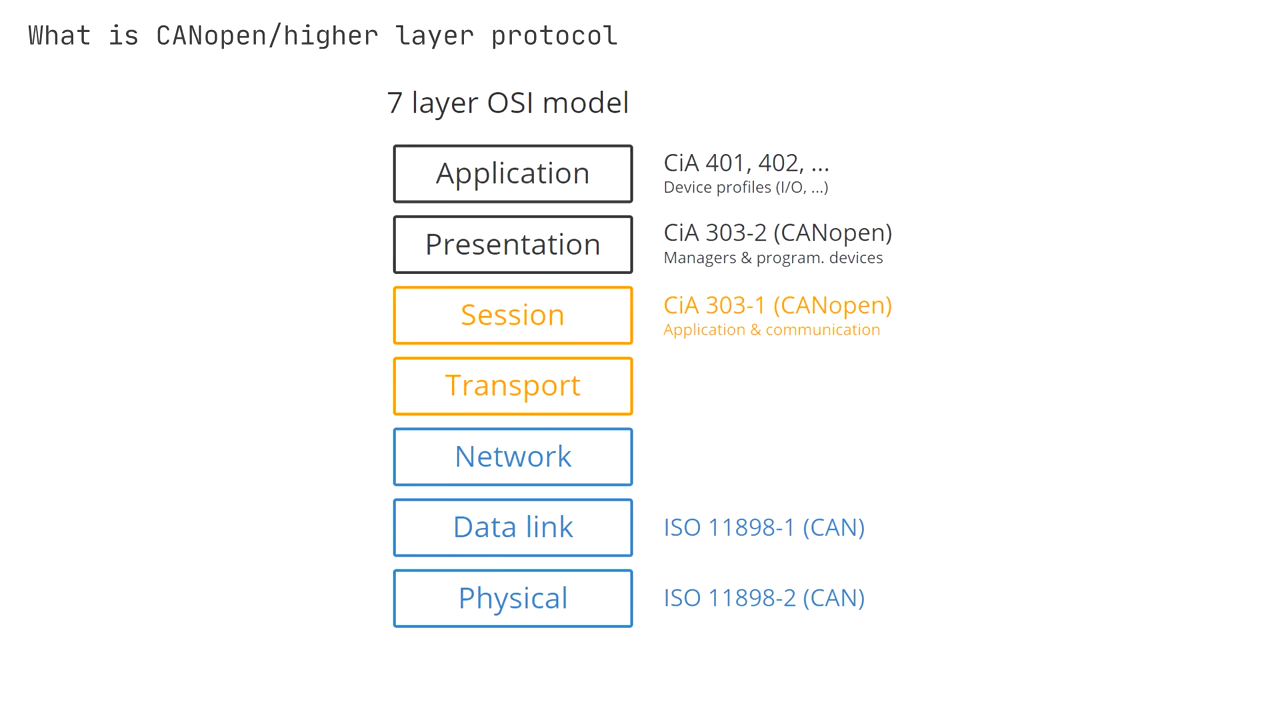 What is CANopen/higher layer protocol
7 layer OSI model
Application
CiA 401, 402, ...
Device profiles (I/O, ...)
Presentation
CiA 303-2 (CANopen)
Managers & program. devices
Session
CiA 303-1 (CANopen)
Application & communication
Transport
Network
Data link
ISO 11898-1 (CAN)
Physical
ISO 11898-2 (CAN)